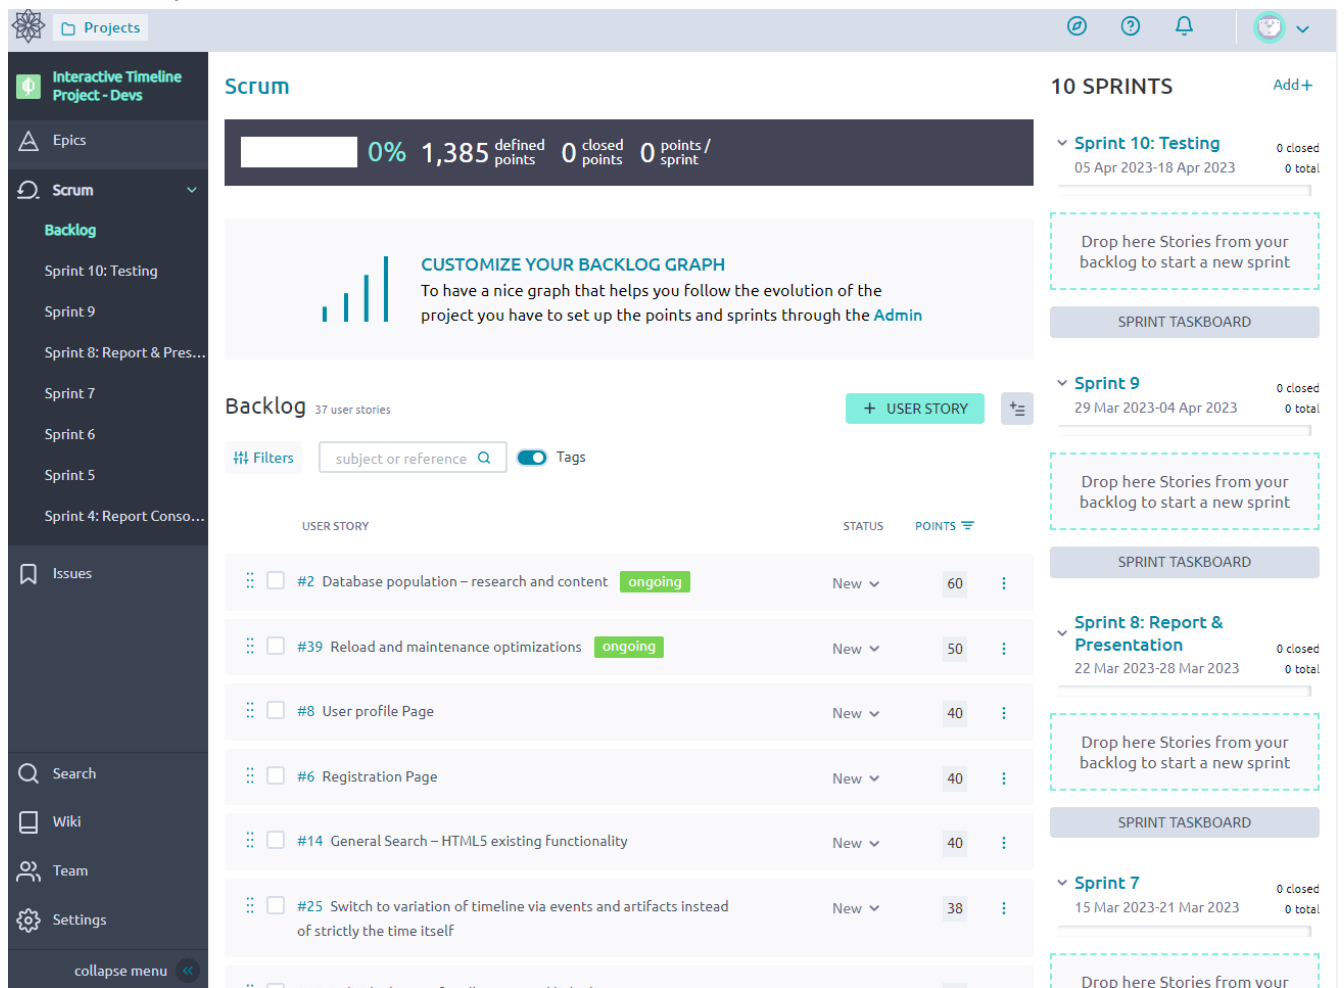 Projects
Interactive Timeline
Project - Devs
Epics
Scrum
Backlog
Sprint 10: Testing
Sprint 9
Sprint 8: Report & Pres...
Sprint 7
Sprint 6
Sprint 5
Sprint 4: Report Conso...
Issues
Search
Wiki
Team
Settings
collapse menu
Scrum
0% 1,385 defined points 0 closed points 0 points / sprint
CUSTOMIZE YOUR BACKLOG GRAPH
To have a nice graph that helps you follow the evolution of the
project you have to set up the points and sprints through the Admin
Backlog 37 user stories
+ USER STORY
Filters
subject or reference
Tags
USER STORY STATUS POINTS
#2 Database population – research and content ongoing New 60
#39 Reload and maintenance optimizations ongoing New 50
#8 User profile Page New 40
#6 Registration Page New 40
#14 General Search – HTML5 existing functionality New 40
#25 Switch to variation of timeline via events and artifacts instead New 38
of strictly the time itself
10 SPRINTS Add+
Sprint 10: Testing 0 closed
05 Apr 2023-18 Apr 2023 0 total
Drop here Stories from your
backlog to start a new sprint
SPRINT TASKBOARD
Sprint 9 0 closed
29 Mar 2023-04 Apr 2023 0 total
Drop here Stories from your
backlog to start a new sprint
SPRINT TASKBOARD
Sprint 8: Report &
Presentation 0 closed
22 Mar 2023-28 Mar 2023 0 total
Drop here Stories from your
backlog to start a new sprint
SPRINT TASKBOARD
Sprint 7 0 closed
15 Mar 2023-21 Mar 2023 0 total
Drop here Stories from your